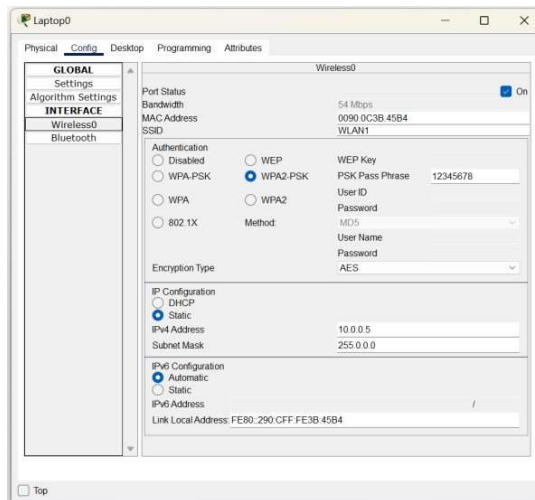 Laptop0
Physical Config Desktop Programming Attributes
GLOBAL
Settings
Algorithm Settings
INTERFACE
Wireless0
Bluetooth
Wireless0
Port Status On
Bandwidth 54 Mbps
MAC Address 0090.0C3B.45B4
SSID WLAN1
Authentication
Disabled WEP WEP Key
WPA-PSK WPA2-PSK PSK Pass Phrase 12345678
User ID
WPA WPA2
Password
802.1X Method: MD5
User Name
Password
Encryption Type AES
IP Configuration
DHCP
Static
IPv4 Address 10.0.0.5
Subnet Mask 255.0.0.0
IPv6 Configuration
Automatic
Static
IPv6 Address /
Link Local Address: FE80::290:CFF:FE3B:45B4
Top